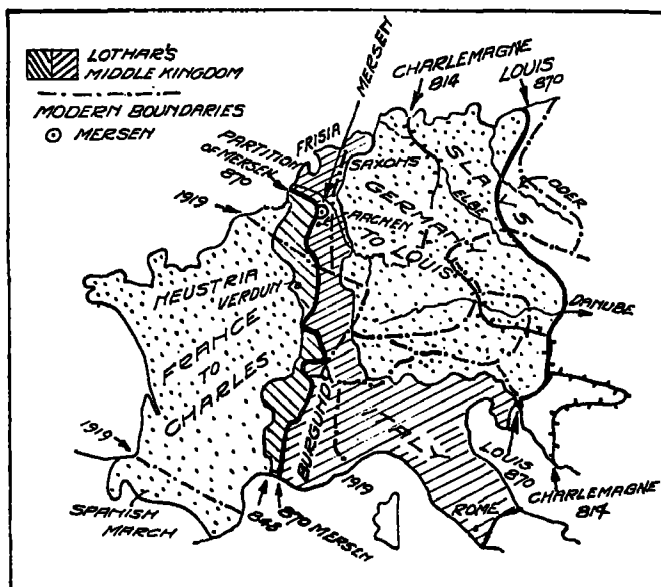 LOTHAR'S
MIDDLE KINGDOM
MODERN BOUNDARIES
MERSEN
MERSEN
CHARLEMAGNE
814
LOUIS
870
PARTITION
OF MERSEN
870
FRISIA
SAXONS
SLAVS
ELBE
ODER
1919
AACHEN
GERMANY
TO LOUIS
NEUSTRIA
VERDUN
DANUBE
FRANCE
TO
CHARLES
BURGUND
ITALY
1919
1919
LOUIS
870
CHARLEMAGNE
814
SPANISH
MARCH
843
870 MERSEN
ROME